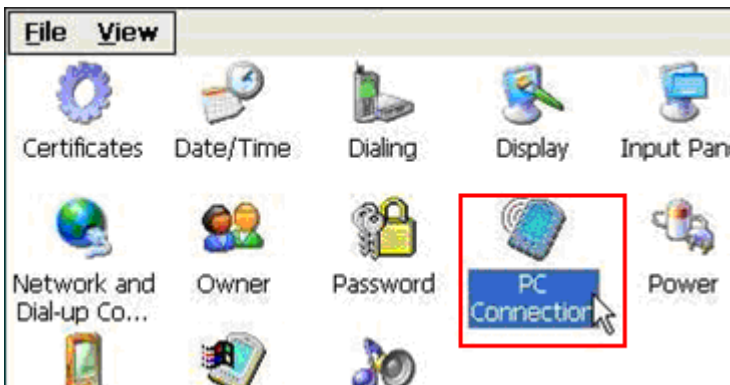 File View
Certificates Date/Time Dialing Display Input Pan
Network and Dial-up Co... Owner Password PC Connection Power